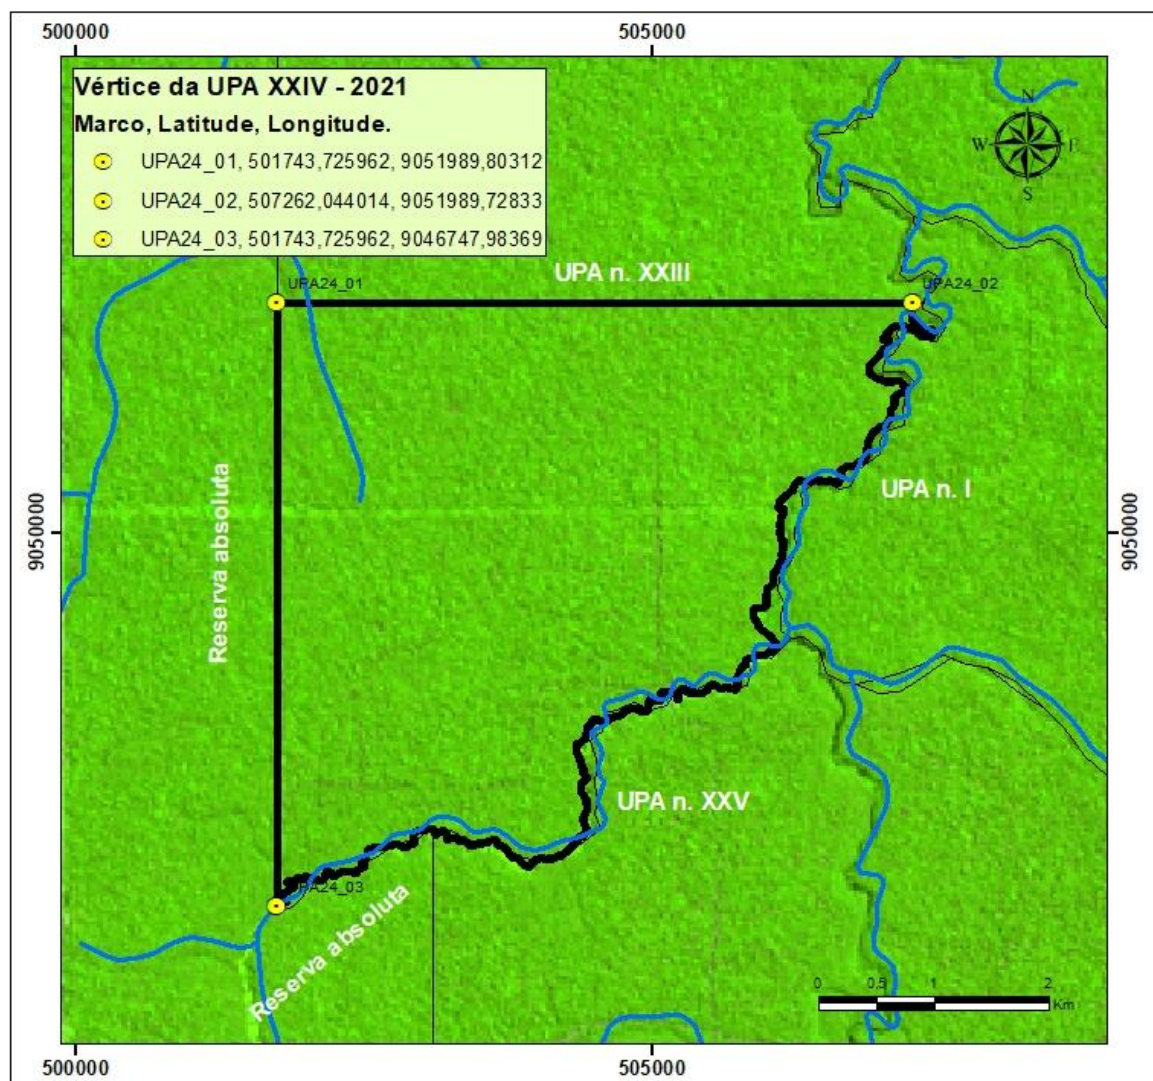 500000
505000
Vértice da UPA XXIV - 2021
Marco, Latitude, Longitude.
UPA24_01, 501743,725962, 9051989,80312
UPA24_02, 507262,044014, 9051989,72833
UPA24_03, 501743,725962, 9046747,98369
N
W
E
S
UPA n. XXIII
UPA24_01
UPA24_02
UPA n. I
Reserva absoluta
9050000
9050000
UPA n. XXV
UPA24_03
Reserva absoluta
0
0,5
1
2
Km
500000
505000